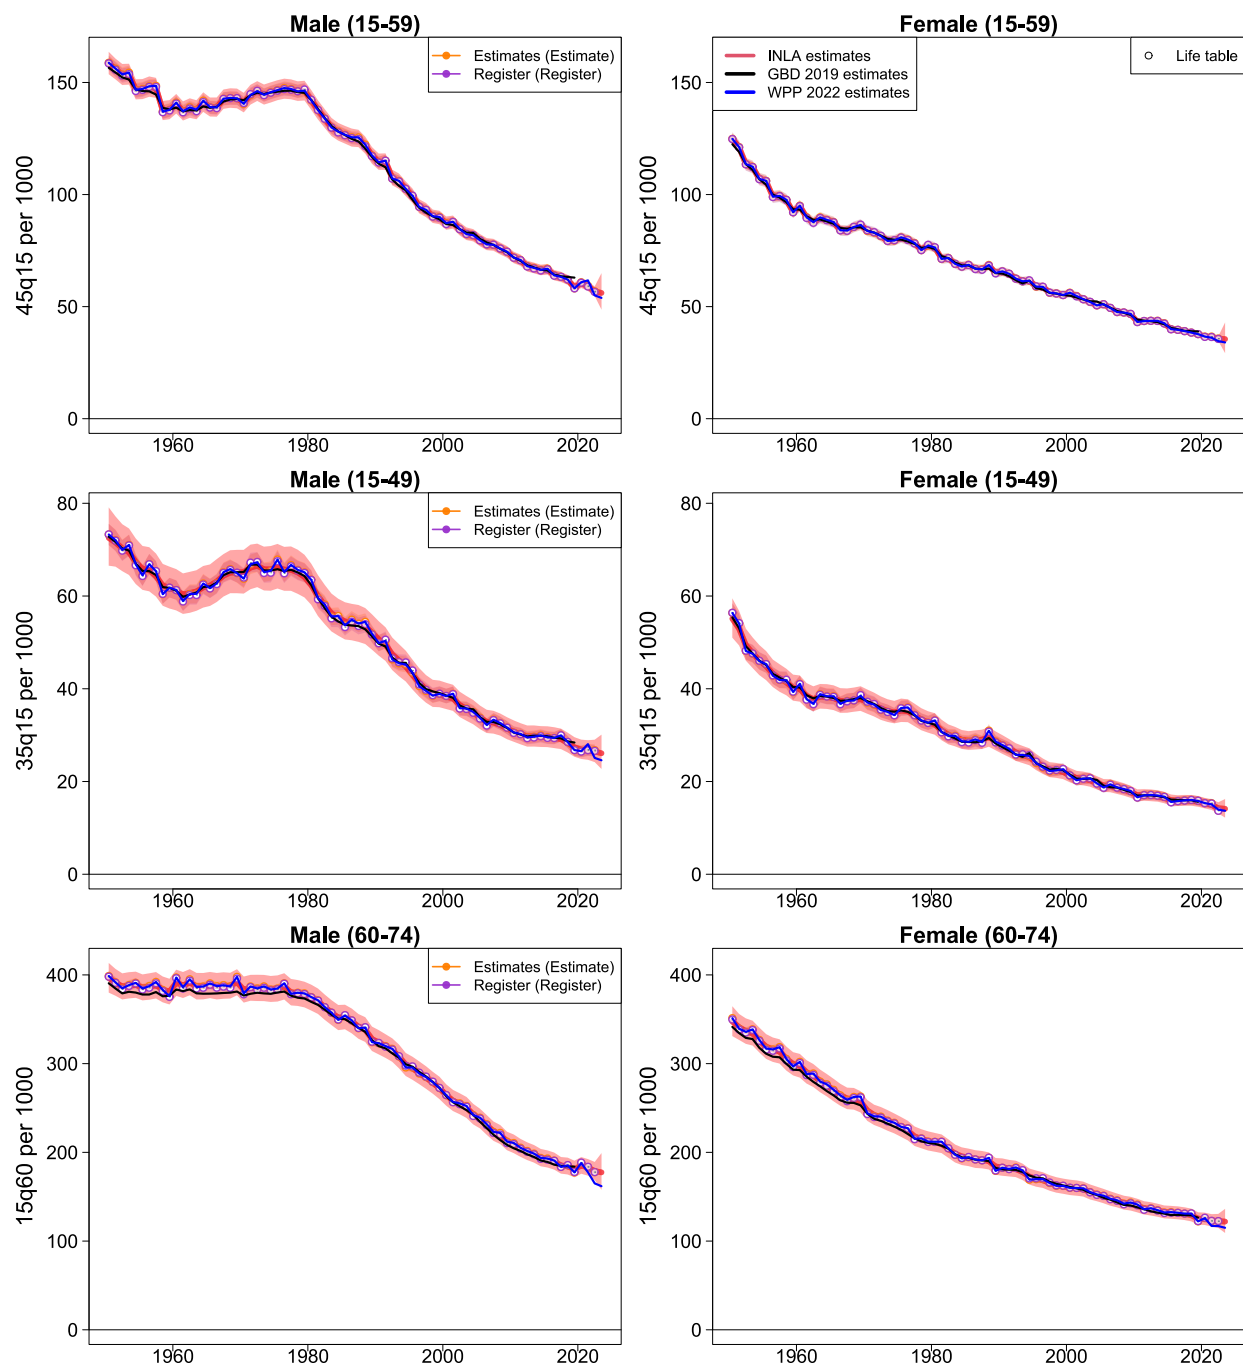 Male (15-59)
Estimates (Estimate)
Register (Register)
45q15 per 1000
150
100
50
0
1960
1980
2000
2020
Female (15-59)
INLA estimates
GBD 2019 estimates
WPP 2022 estimates
Life table
45q15 per 1000
150
100
50
0
1960
1980
2000
2020
Male (15-49)
Estimates (Estimate)
Register (Register)
35q15 per 1000
80
60
40
20
0
1960
1980
2000
2020
Female (15-49)
35q15 per 1000
80
60
40
20
0
1960
1980
2000
2020
Male (60-74)
Estimates (Estimate)
Register (Register)
15q60 per 1000
400
300
200
100
0
1960
1980
2000
2020
Female (60-74)
15q60 per 1000
400
300
200
100
0
1960
1980
2000
2020